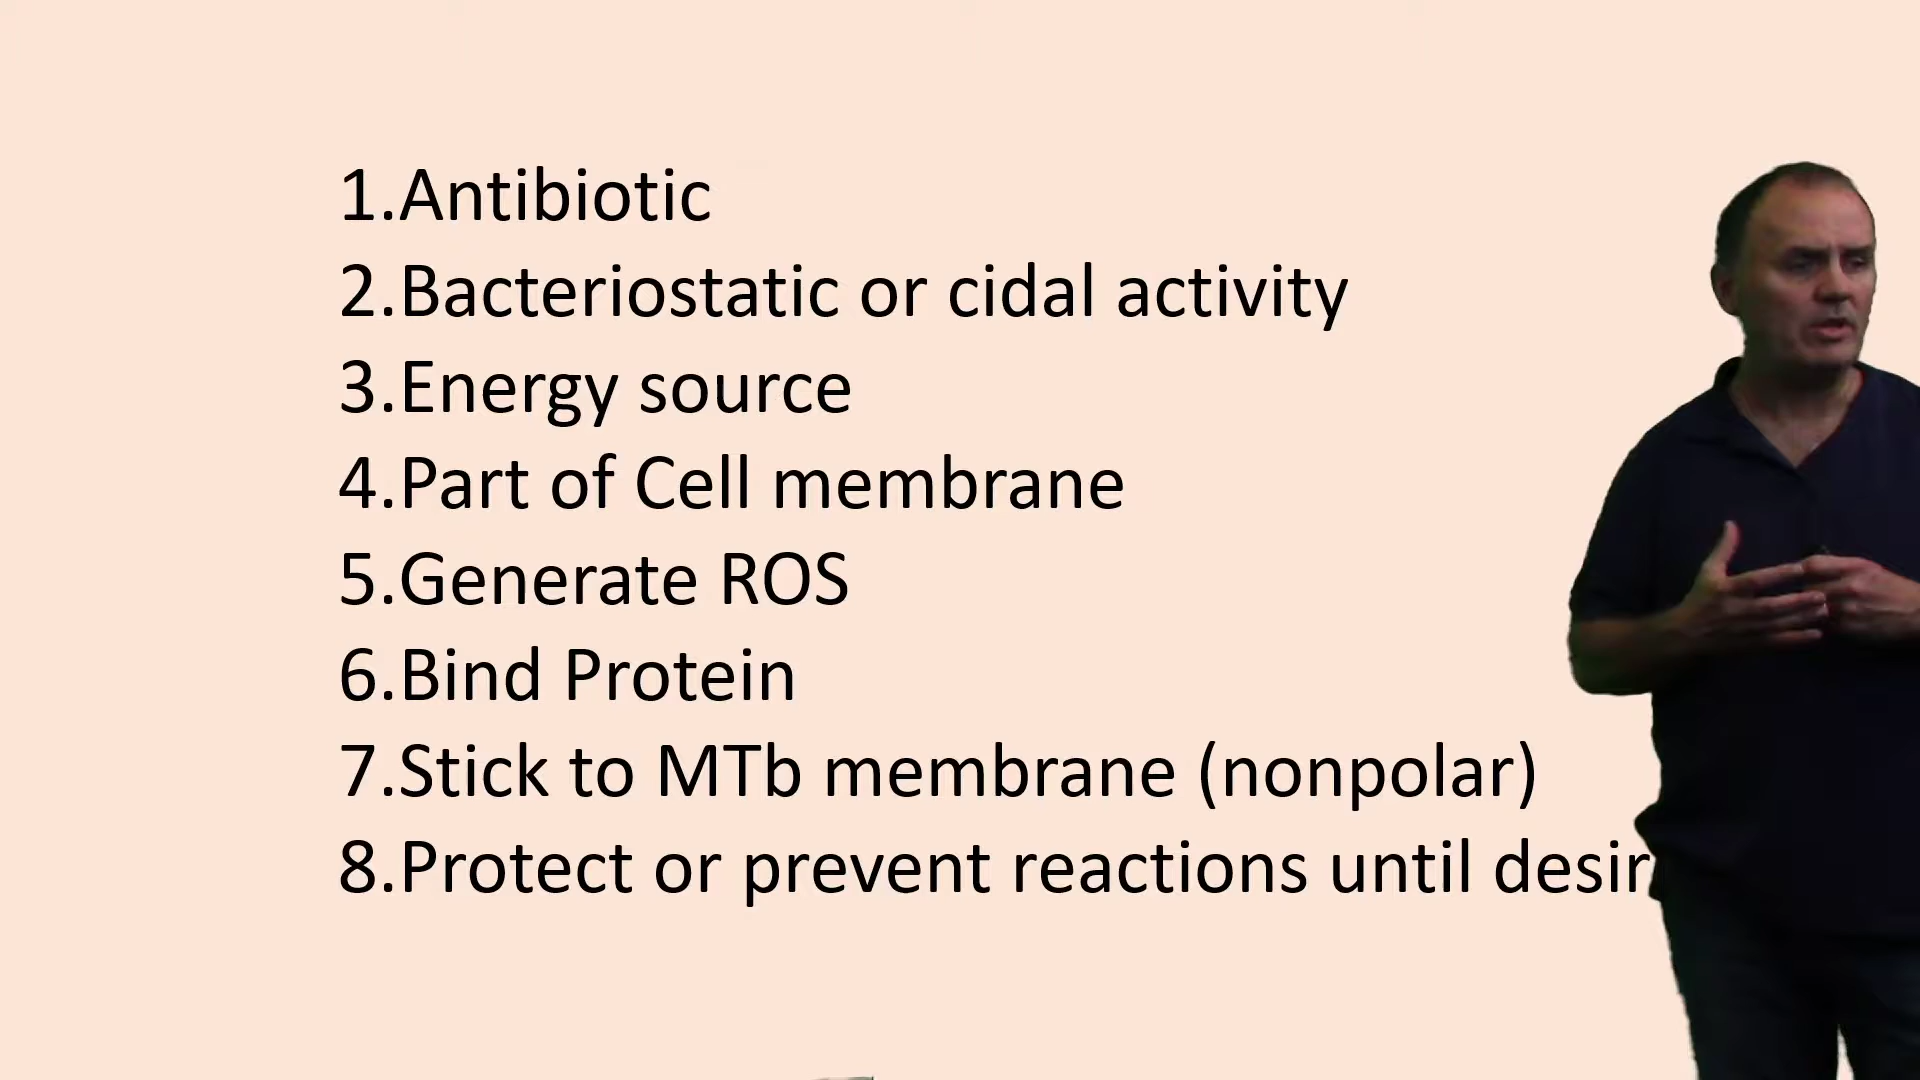 1.Antibiotic
2.Bacteriostatic or cidal activity
3.Energy source
4.Part of Cell membrane
5.Generate ROS
6.Bind Protein
7.Stick to MTb membrane (nonpolar)
8.Protect or prevent reactions until